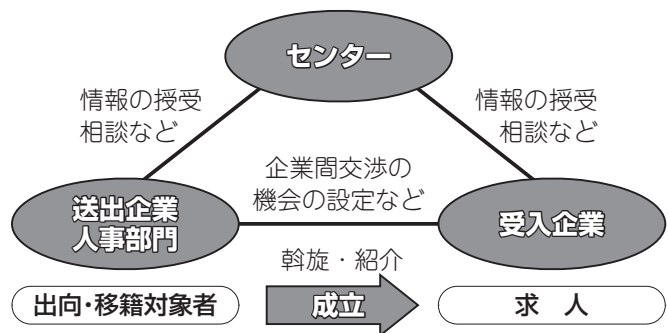 センター
情報の授受
相談など
情報の授受
相談など
企業間交渉の
機会の設定など
送出企業
人事部門
受入企業
斡旋・紹介
出向・移籍対象者
成立
求　人